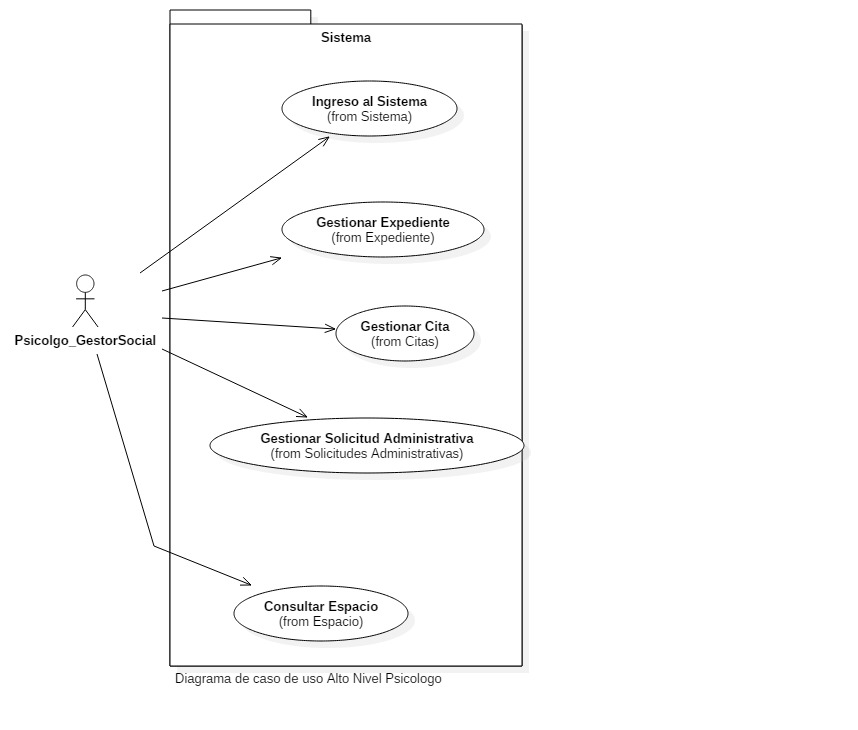 Sistema
Ingreso al Sistema
(from Sistema)
Gestionar Expediente
(from Expediente)
Gestionar Cita
(from Citas)
Psicolgo_GestorSocial
Gestionar Solicitud Administrativa
(from Solicitudes Administrativas)
Consultar Espacio
(from Espacio)
Diagrama de caso de uso Alto Nivel Psicologo